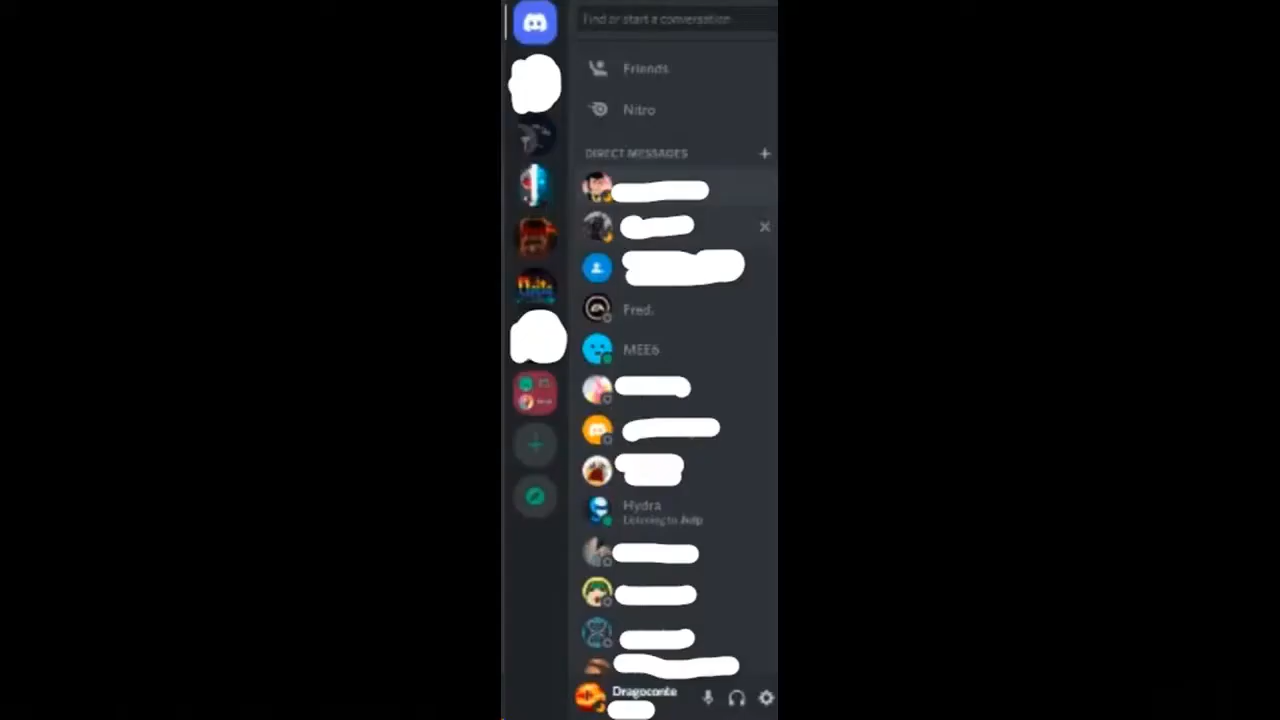 Find or start a conversation
Friends
Nitro
DIRECT MESSAGES
Fred.
MEE6
Hydra
Listening to /help
Dragoconte